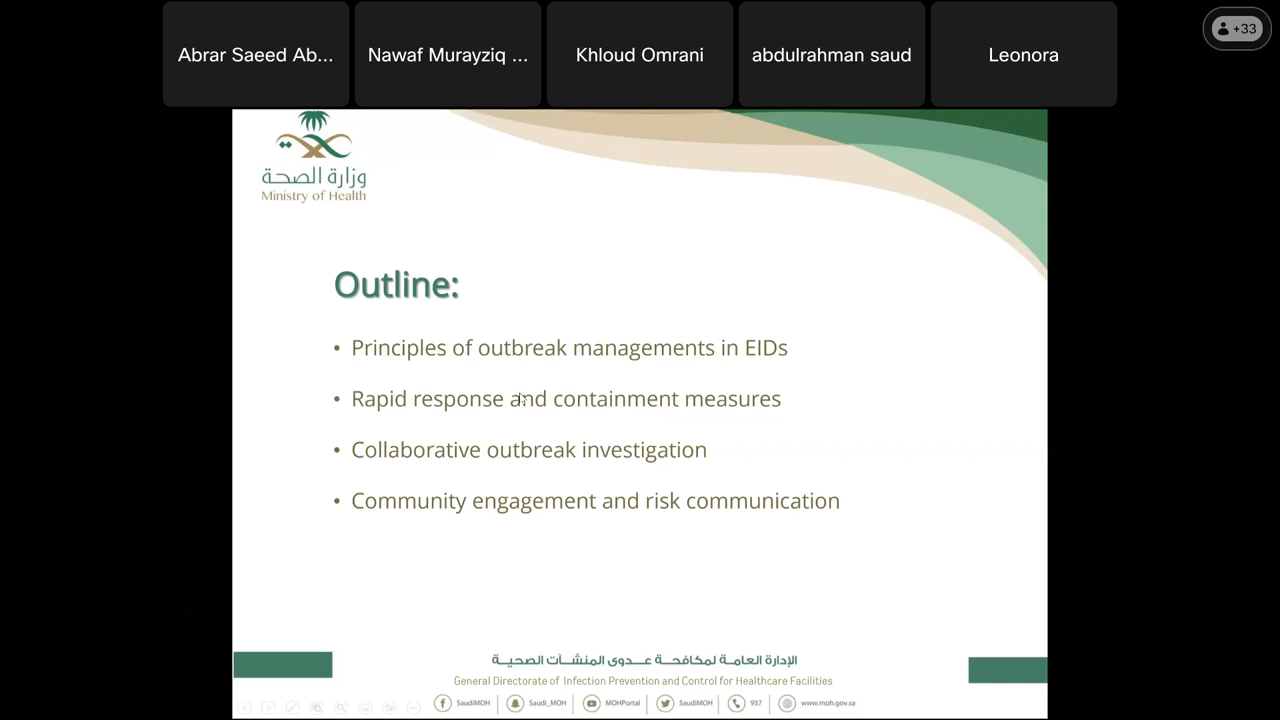 Abrar Saeed Ab...
Nawaf Murayziq ...
Khloud Omrani
abdulrahman saud
Leonora
+33
وزارة الصحة
Ministry of Health
Outline:
• Principles of outbreak managements in EIDs
• Rapid response and containment measures
• Collaborative outbreak investigation
• Community engagement and risk communication
الإدارة العامة لمكافحة عدوى المنشآت الصحية
General Directorate of Infection Prevention and Control for Healthcare Facilities
SaudiMOH | Saudi_MOH | MOHPortal | SaudiMOH | 937 | www.moh.gov.sa